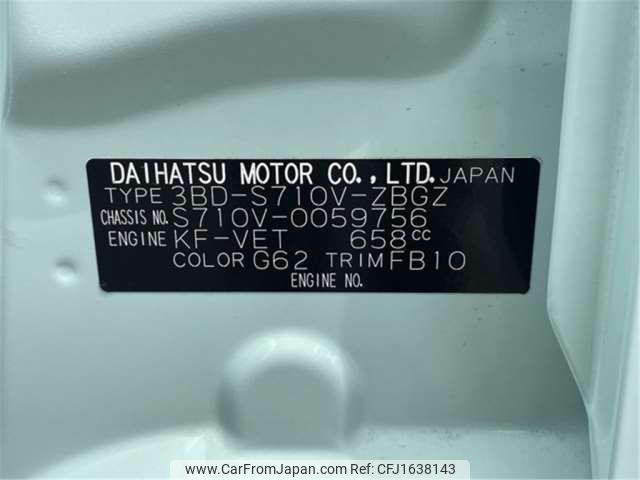 DAIHATSU MOTOR CO.,LTD. JAPAN
TYPE 3BD-S710V-ZBGZ
CHASSIS NO. S710V-0059756
ENGINE KF-VET 658cc
COLOR G62 TRIM FB10
ENGINE NO.
www.CarFromJapan.com - CFJ1638143